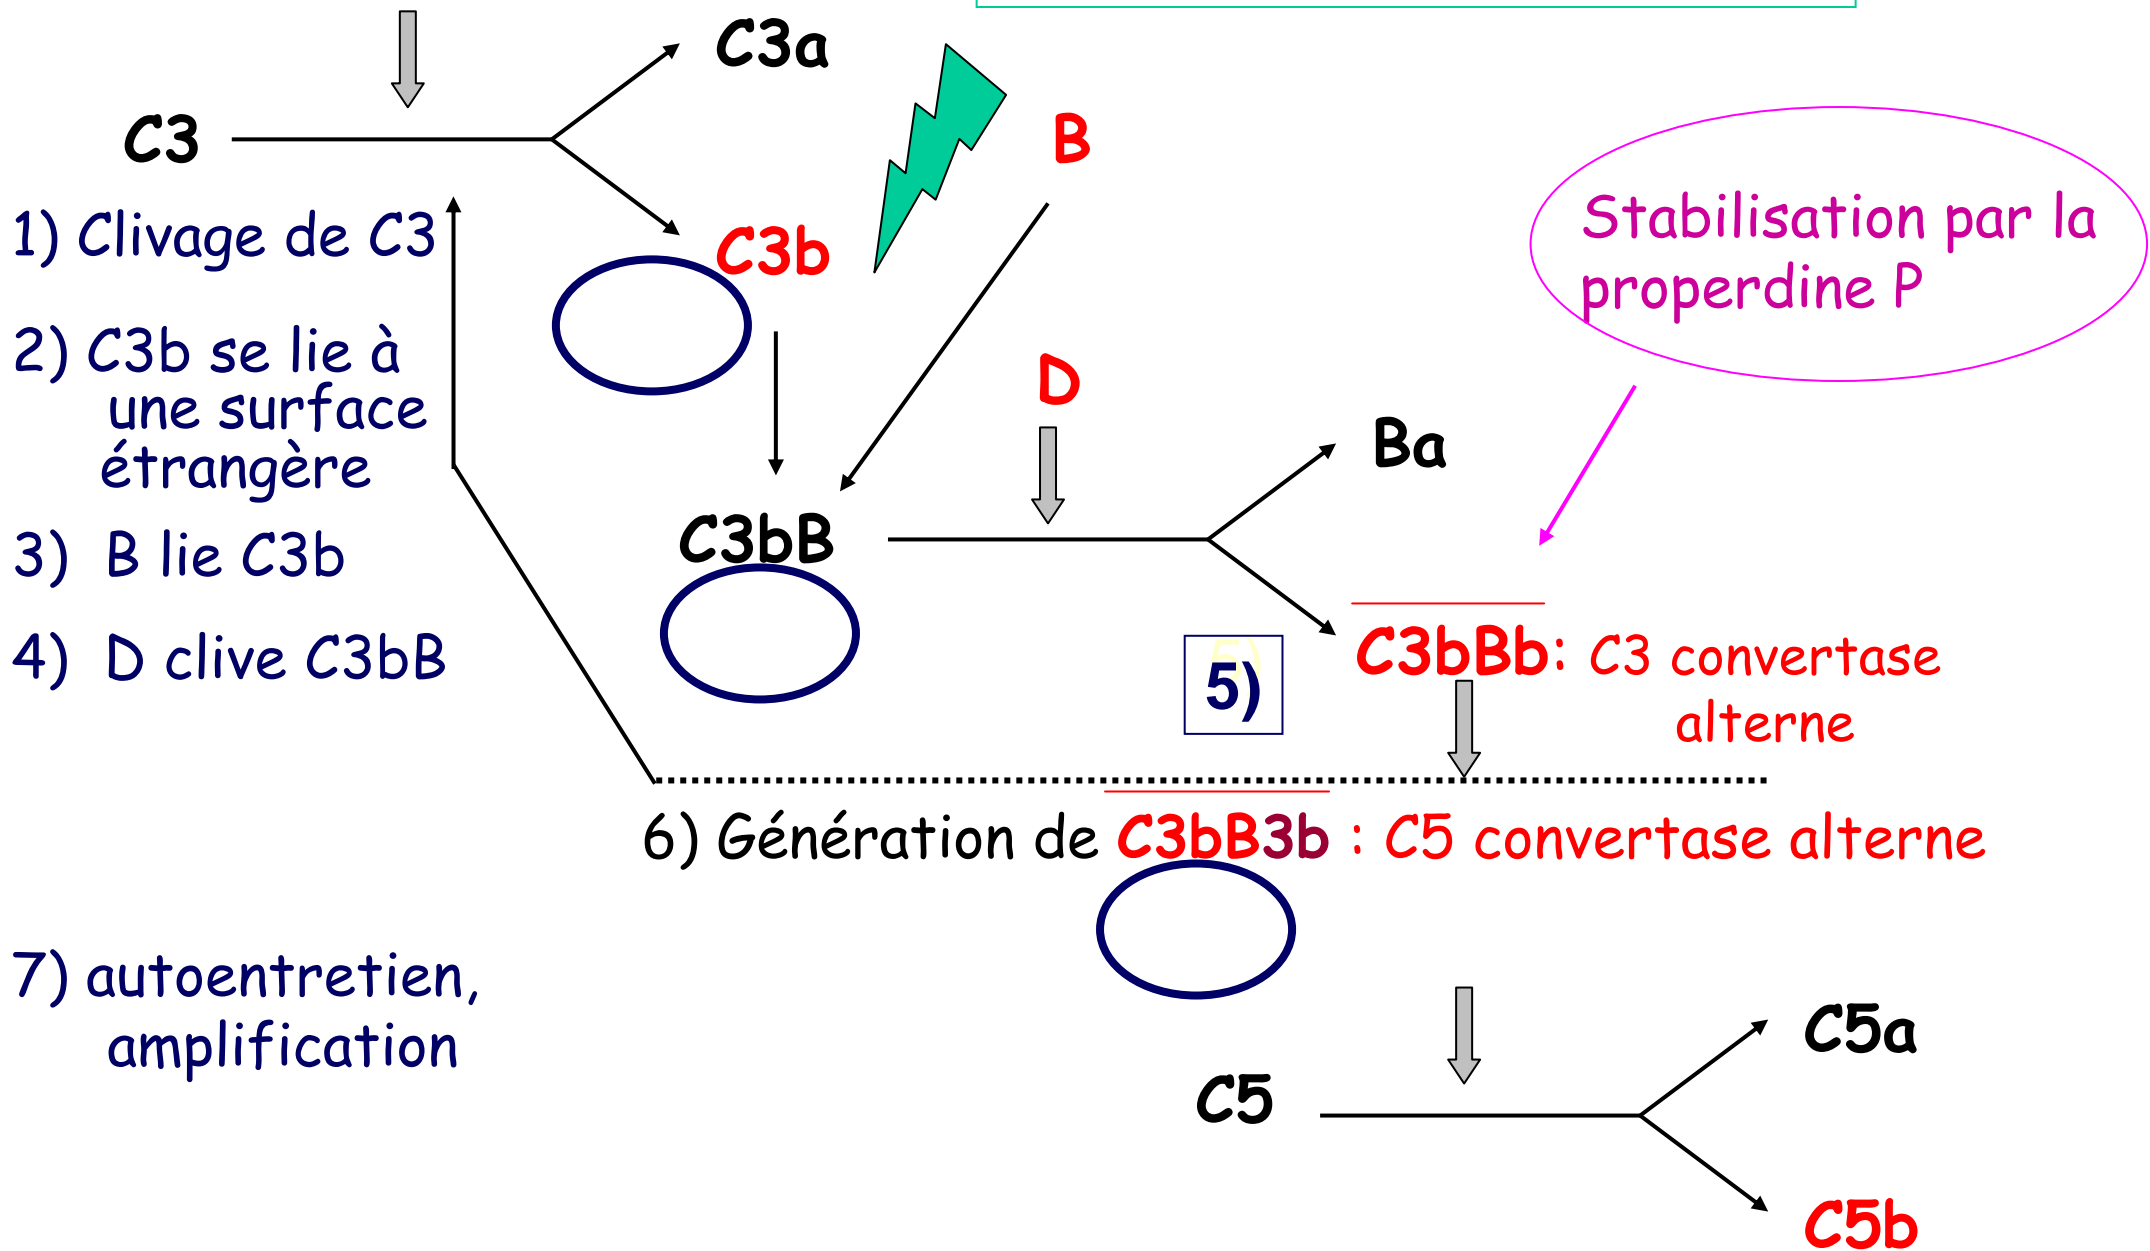 C3a
C3
B
1) Clivage de C3
C3b
Stabilisation par la
properdine P
2) C3b se lie à
une surface
étrangère
D
Ba
3) B lie C3b
C3bB
4) D clive C3bB
5)
C3bBb: C3 convertase
alterne
6) Génération de C3bB3b : C5 convertase alterne
7) autoentretien,
amplification
C5a
C5
C5b